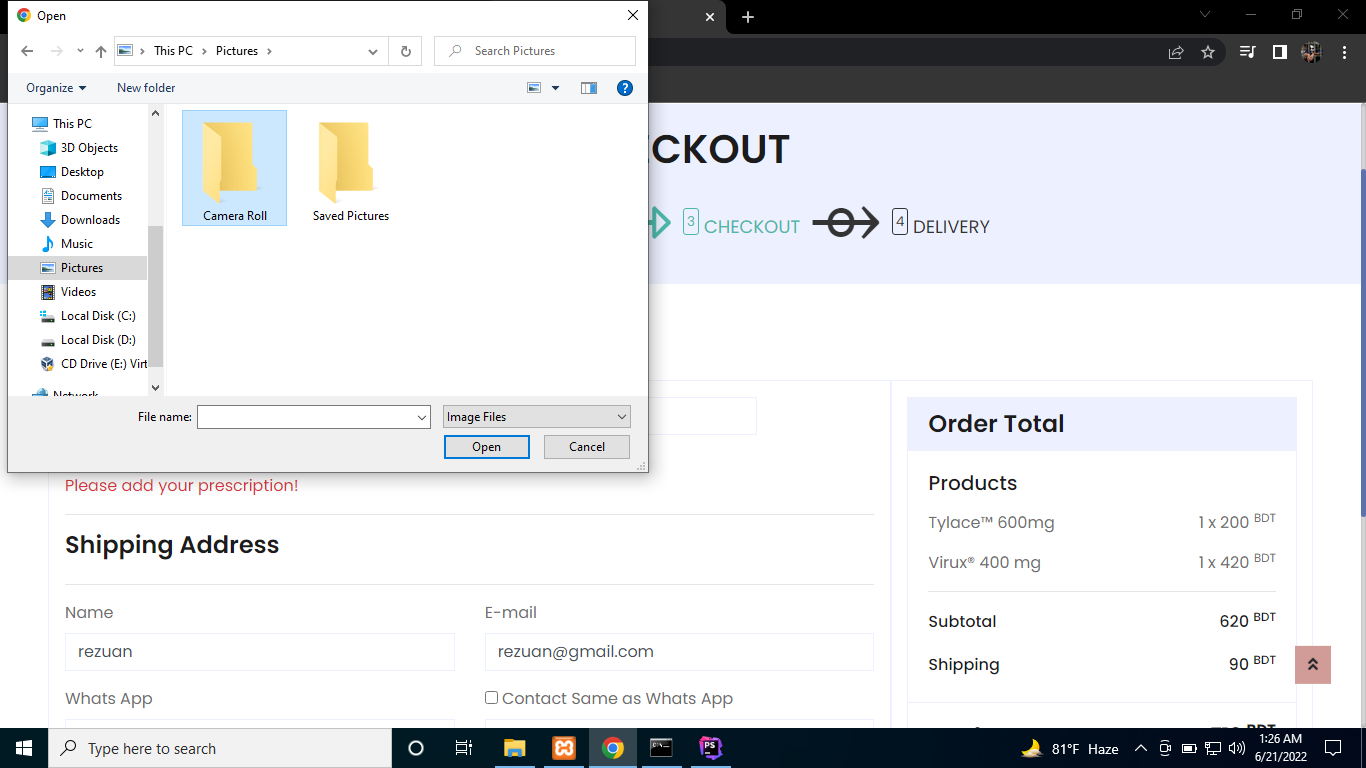 Open
This PC
Pictures
Search Pictures
Organize
New folder
This PC
3D Objects
Desktop
Documents
Downloads
Music
Pictures
Videos
Local Disk (C:)
Local Disk (D:)
CD Drive (E:) Virt
Network
Camera Roll
Saved Pictures
File name:
Image Files
Open
Cancel
ECKOUT
3 CHECKOUT
4 DELIVERY
Please add your prescription!
Shipping Address
Name
E-mail
rezuan
rezuan@gmail.com
Whats App
Contact Same as Whats App
Order Total
Products
Tylace™ 600mg 1 x 200 BDT
Virux® 400 mg 1 x 420 BDT
Subtotal 620 BDT
Shipping 90 BDT
BDT
Type here to search
PS
81°F Haze
1:26 AM
6/21/2022